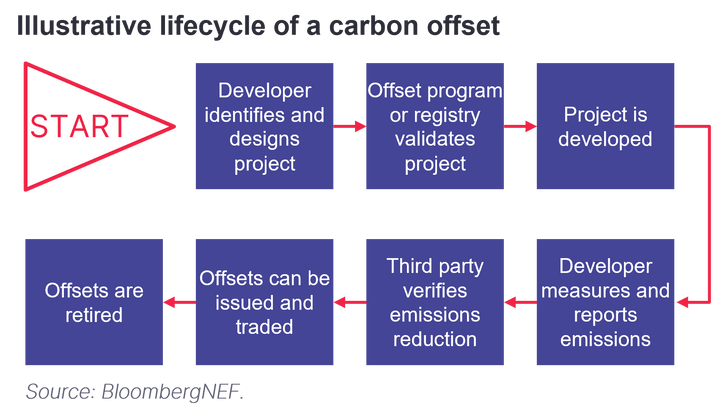 Illustrative lifecycle of a carbon offset
START
Developer
identifies and
designs
project
Offset program
or registry
validates
project
Project is
developed
Developer
measures and
reports
emissions
Third party
verifies
emissions
reduction
Offsets can be
issued and
traded
Offsets are
retired
Source: BloombergNEF.